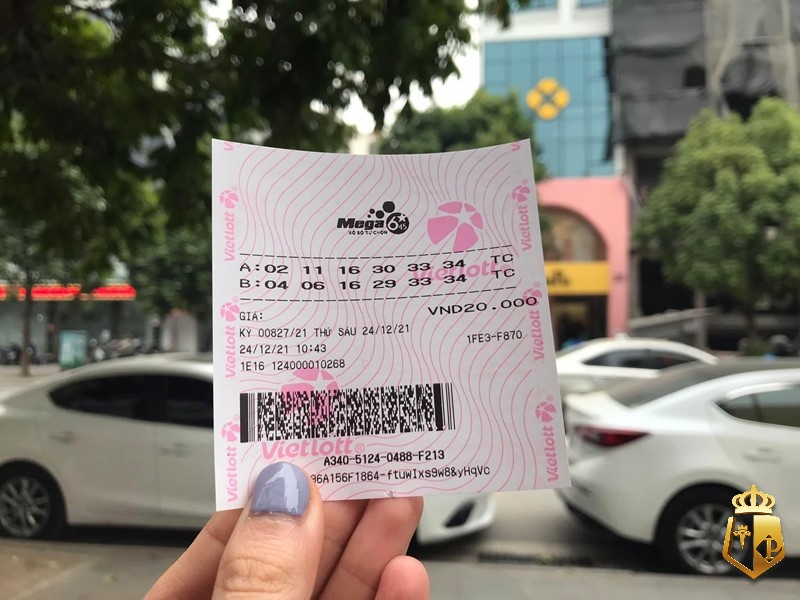 Mega 6/45
XỔ SỐ TỰ CHỌN
Vietlott
A:02 11 16 30 33 34 TC
B:04 06 16 29 33 34 TC
GIÁ: VND20.000
KỲ 00827/21 THỨ SÁU 24/12/21
24/12/21 10:43 1FE3-F870
1E16 124000010268
Vietlott
A340-5124-0488-F213
96A156F1864-ftuwIxs9w8&yHqVc